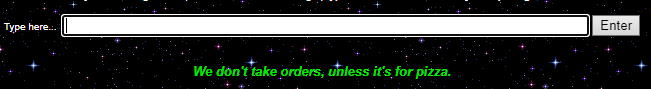 Type here... Enter
We don't take orders, unless it's for pizza.